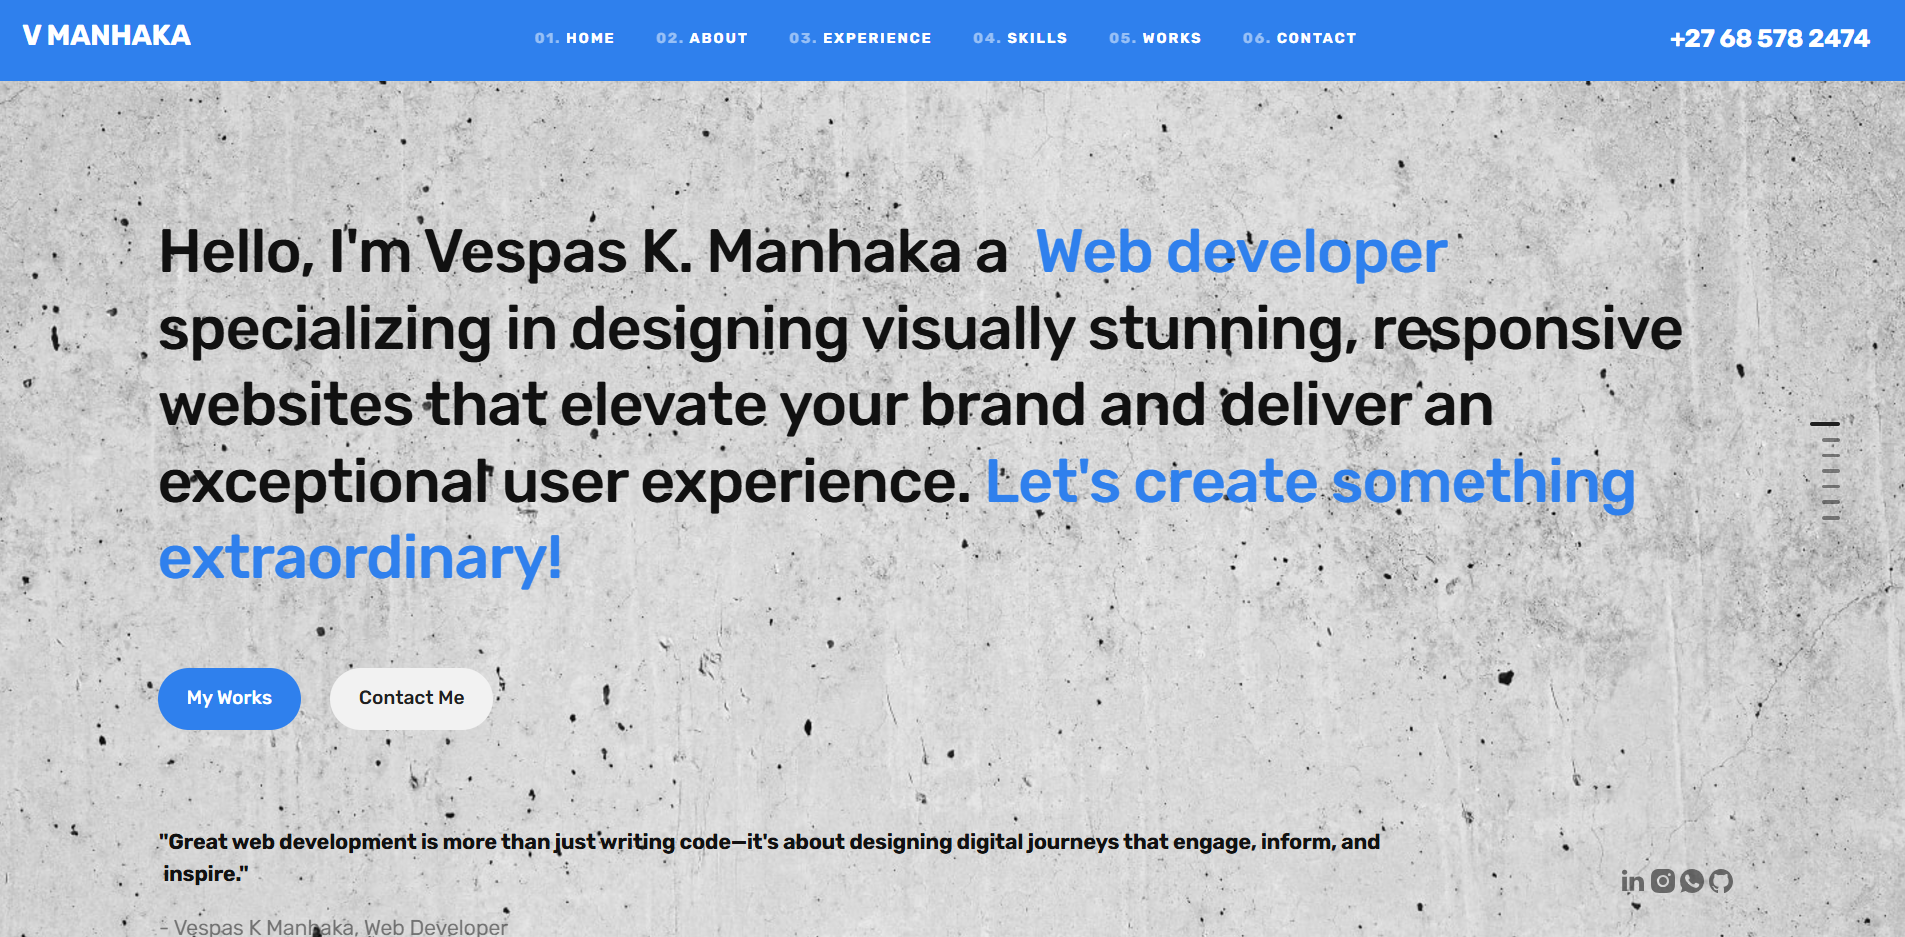 V MANHAKA
01. HOME 02. ABOUT 03. EXPERIENCE 04. SKILLS 05. WORKS 06. CONTACT
+27 68 578 2474
Hello, I'm Vespas K. Manhaka a Web developer
specializing in designing visually stunning, responsive
websites that elevate your brand and deliver an
exceptional user experience. Let's create something
extraordinary!
My Works
Contact Me
"Great web development is more than just writing code—it's about designing digital journeys that engage, inform, and
inspire."
- Vespas K Manhaka, Web Developer
in